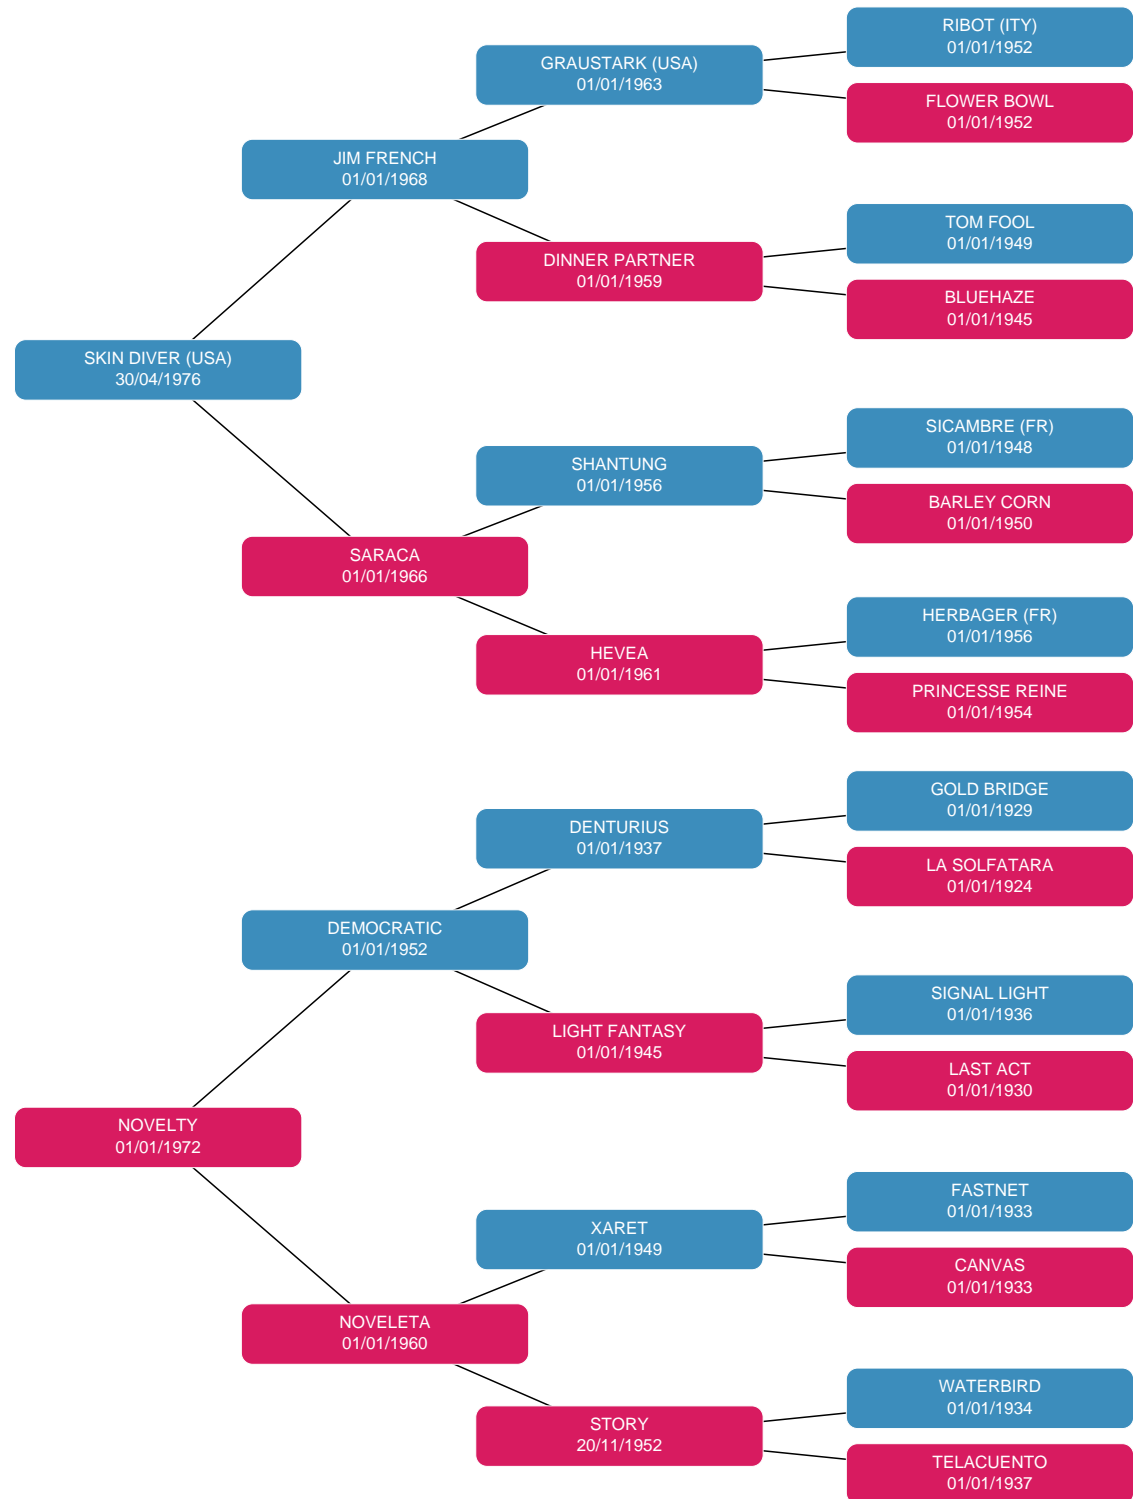 RIBOT (ITY)
01/01/1952
GRAUSTARK (USA)
01/01/1963
FLOWER BOWL
01/01/1952
JIM FRENCH
01/01/1968
TOM FOOL
01/01/1949
DINNER PARTNER
01/01/1959
BLUEHAZE
01/01/1945
SKIN DIVER (USA)
30/04/1976
SICAMBRE (FR)
01/01/1948
SHANTUNG
01/01/1956
BARLEY CORN
01/01/1950
SARACA
01/01/1966
HERBAGER (FR)
01/01/1956
HEVEA
01/01/1961
PRINCESSE REINE
01/01/1954
GOLD BRIDGE
01/01/1929
DENTURIUS
01/01/1937
LA SOLFATARA
01/01/1924
DEMOCRATIC
01/01/1952
SIGNAL LIGHT
01/01/1936
LIGHT FANTASY
01/01/1945
LAST ACT
01/01/1930
NOVELTY
01/01/1972
FASTNET
01/01/1933
XARET
01/01/1949
CANVAS
01/01/1933
NOVELETA
01/01/1960
WATERBIRD
01/01/1934
STORY
20/11/1952
TELACUENTO
01/01/1937